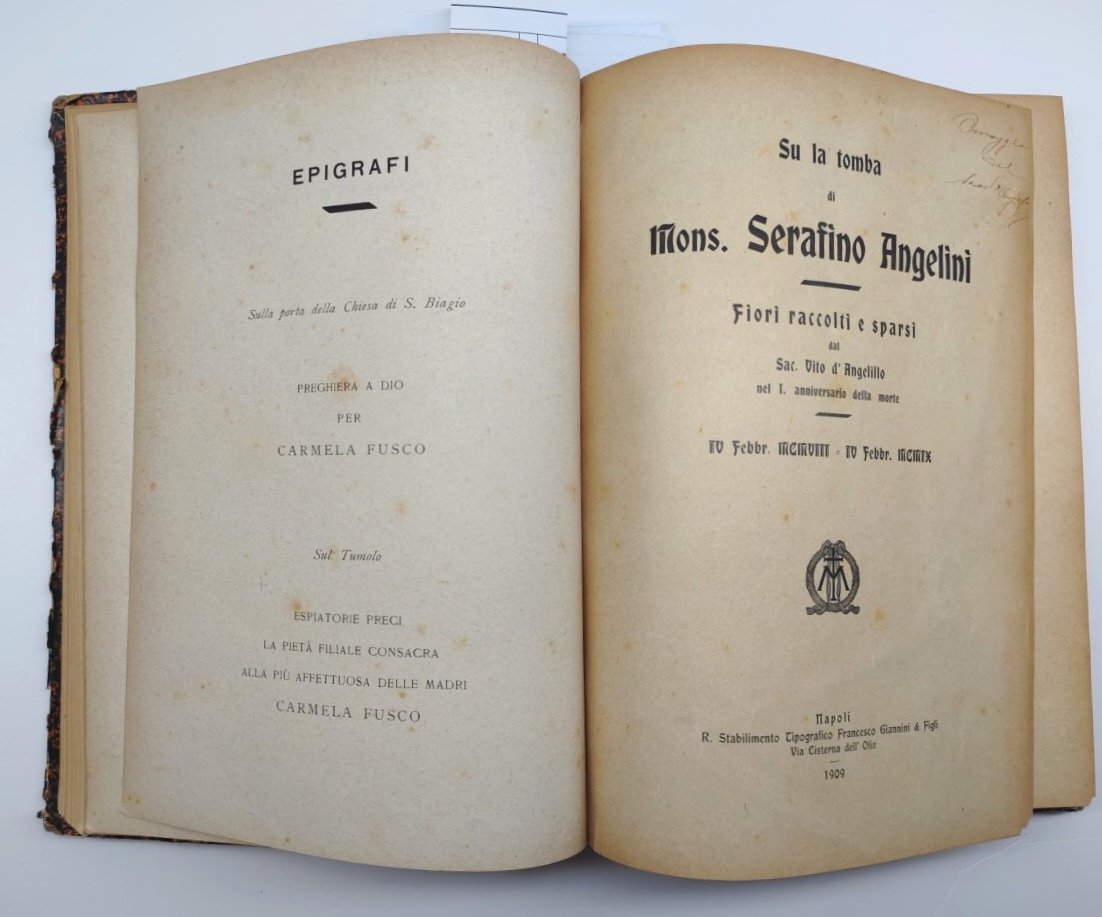 EPIGRAFI
Sulla porta della Chiesa di S. Biagio
PREGHIERA A DIO
PER
CARMELA FUSCO
Sul Tumolo
ESPIATORIE PRECI
LA PIETÀ FILIALE CONSACRA
ALLA PIÙ AFFETTUOSA DELLE MADRI
CARMELA FUSCO
Omaggio
del
Su la tomba
di
Mons. Serafino Angelini
Fiori raccolti e sparsi
dal
Sac. Vito d'Angelillo
nel I. anniversario della morte
IV Febbr. MCMVIII = IV Febbr. MCMIX
Napoli
R. Stabilimento Tipografico Francesco Giannini & Figli
Via Cisterna dell' Olio
1909